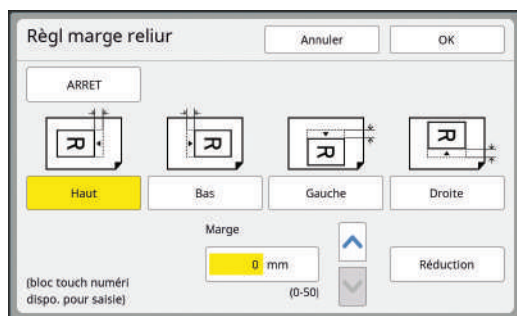 Règl marge reliur
Annuler
OK
ARRET
R
R
R
R
Haut
Bas
Gauche
Droite
Marge
0 mm
(0-50)
Réduction
(bloc touch numéri
dispo. pour saisie)